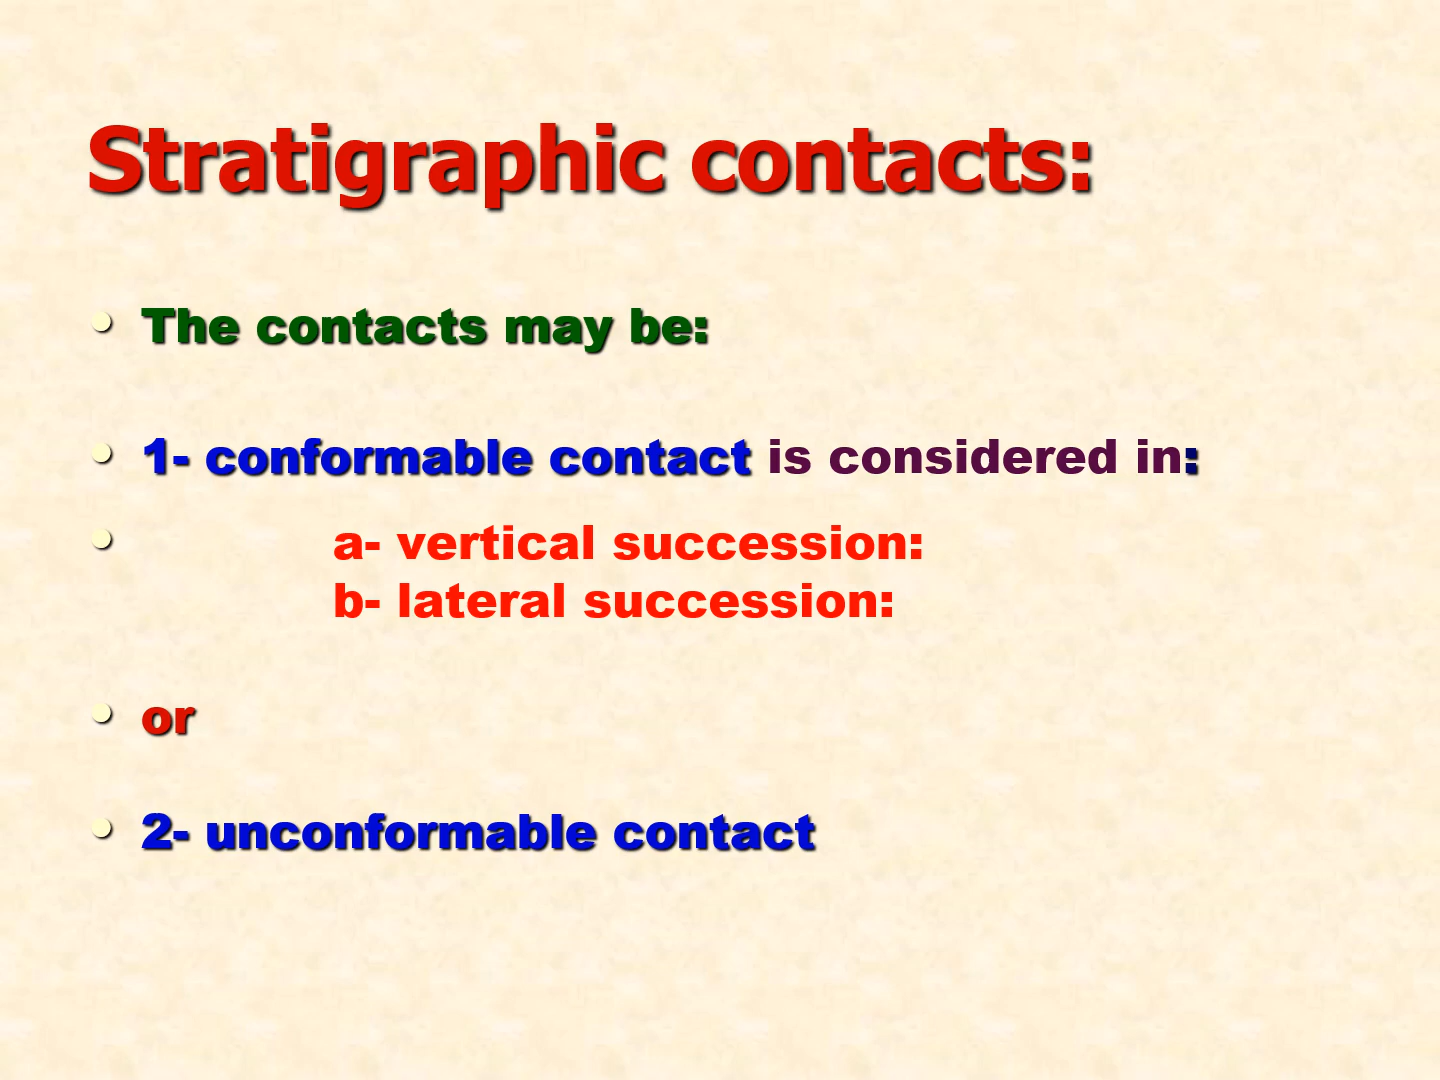 Stratigraphic contacts:
• The contacts may be:
• 1- conformable contact is considered in:
• a- vertical succession:
b- lateral succession:
• or
• 2- unconformable contact